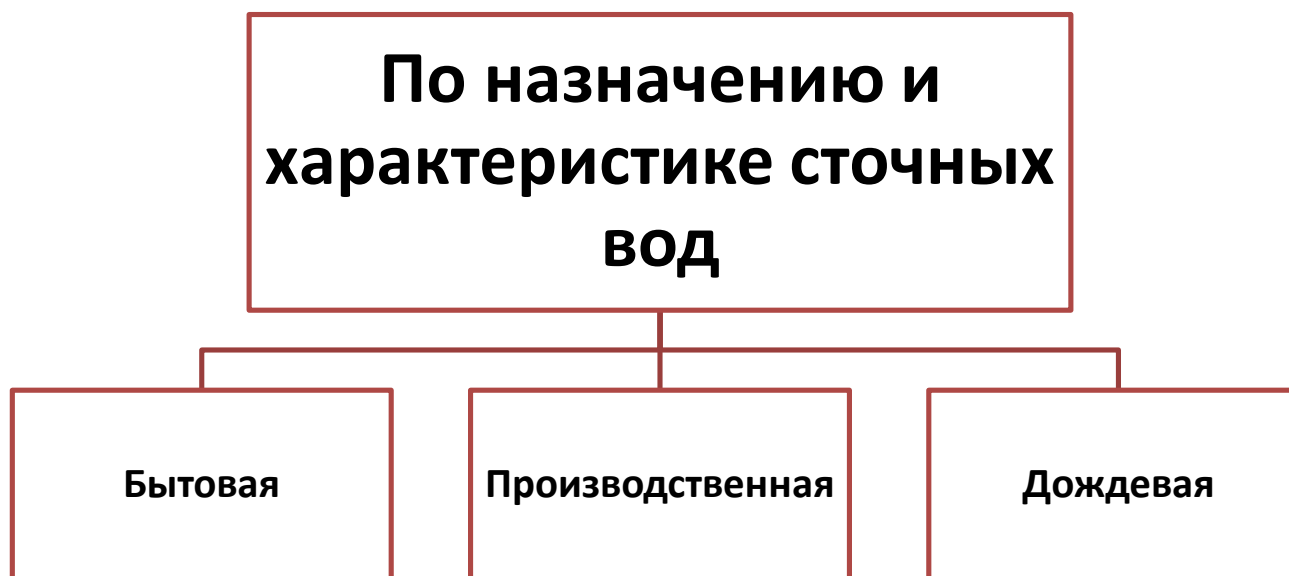 По назначению и
характеристике сточных
вод
Бытовая
Производственная
Дождевая